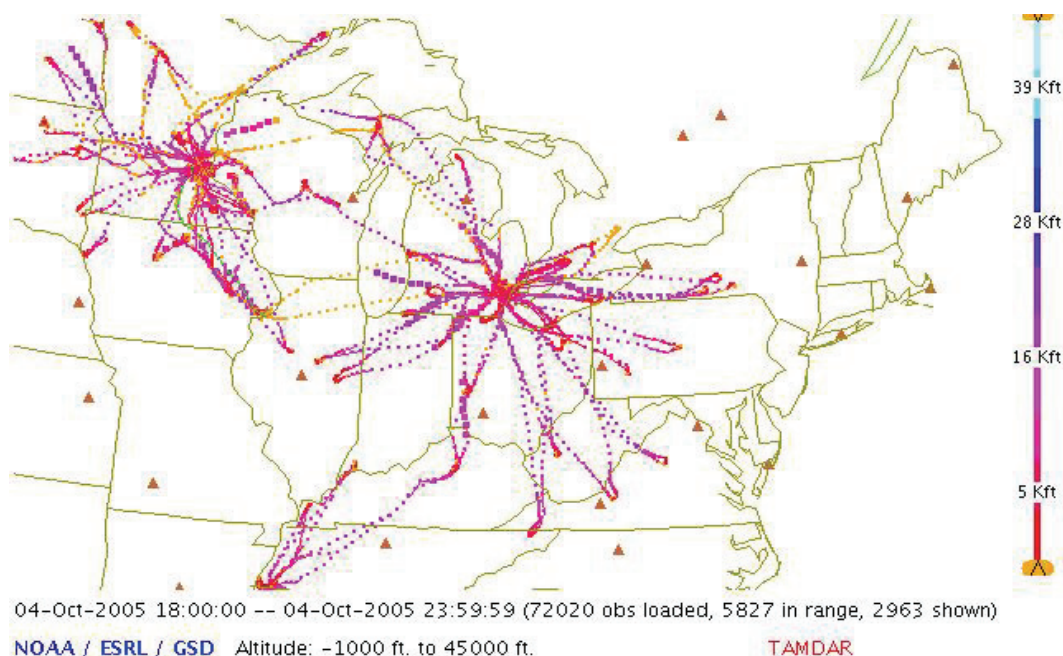 39 Kft
28 Kft
16 Kft
5 Kft
04-Oct-2005 18:00:00 -- 04-Oct-2005 23:59:59 (72020 obs loaded, 5827 in range, 2963 shown)
NOAA / ESRL / GSD Altitude: -1000 ft. to 45000 ft. TAMDAR